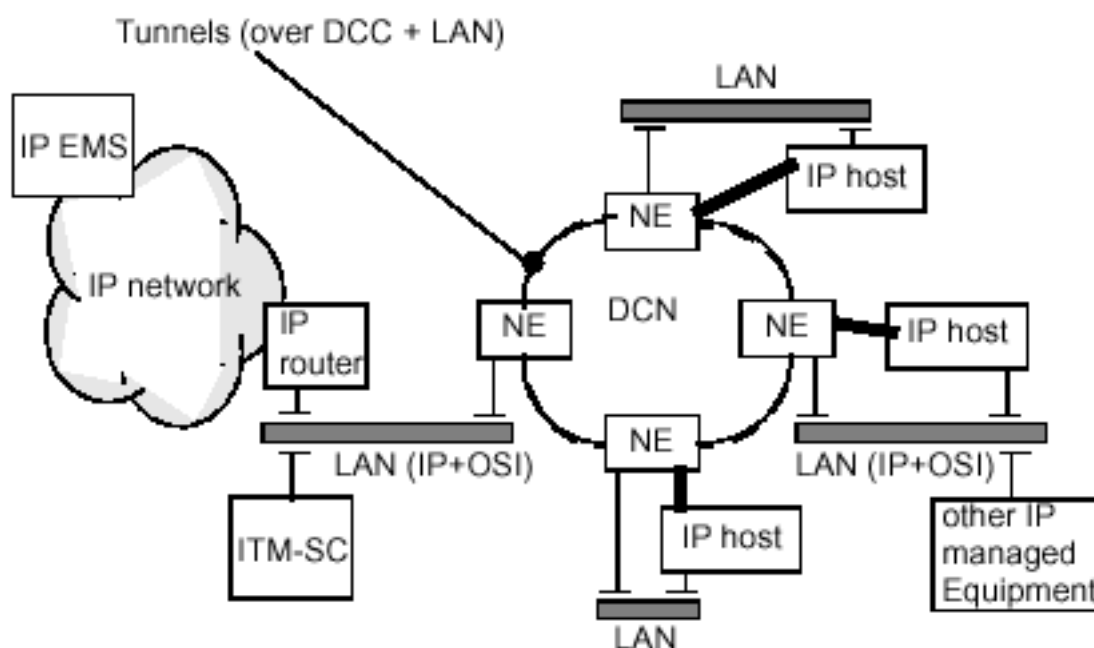 Tunnels (over DCC + LAN)
LAN
IP EMS
IP host
NE
IP network
IP
router
NE
DCN
NE
IP host
NE
LAN (IP+OSI)
LAN (IP+OSI)
ITM-SC
IP host
other IP
managed
Equipment
LAN